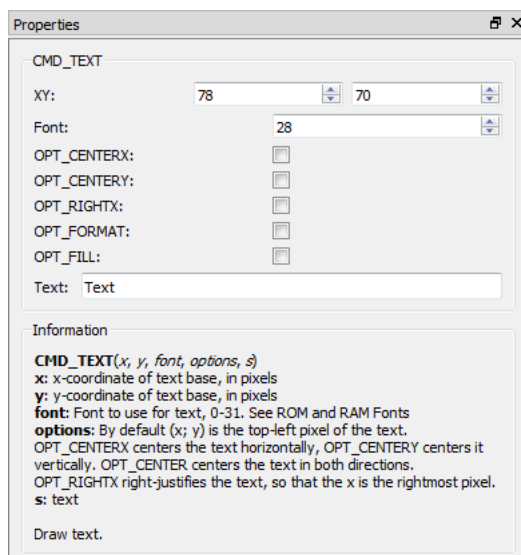 Properties
CMD_TEXT
XY: 78 70
Font: 28
OPT_CENTERX:
OPT_CENTERY:
OPT_RIGHTX:
OPT_FORMAT:
OPT_FILL:
Text: Text
Information
CMD_TEXT(x, y, font, options, s)
x: x-coordinate of text base, in pixels
y: y-coordinate of text base, in pixels
font: Font to use for text, 0-31. See ROM and RAM Fonts
options: By default (x; y) is the top-left pixel of the text.
OPT_CENTERX centers the text horizontally, OPT_CENTERY centers it
vertically. OPT_CENTER centers the text in both directions.
OPT_RIGHTX right-justifies the text, so that the x is the rightmost pixel.
s: text
Draw text.